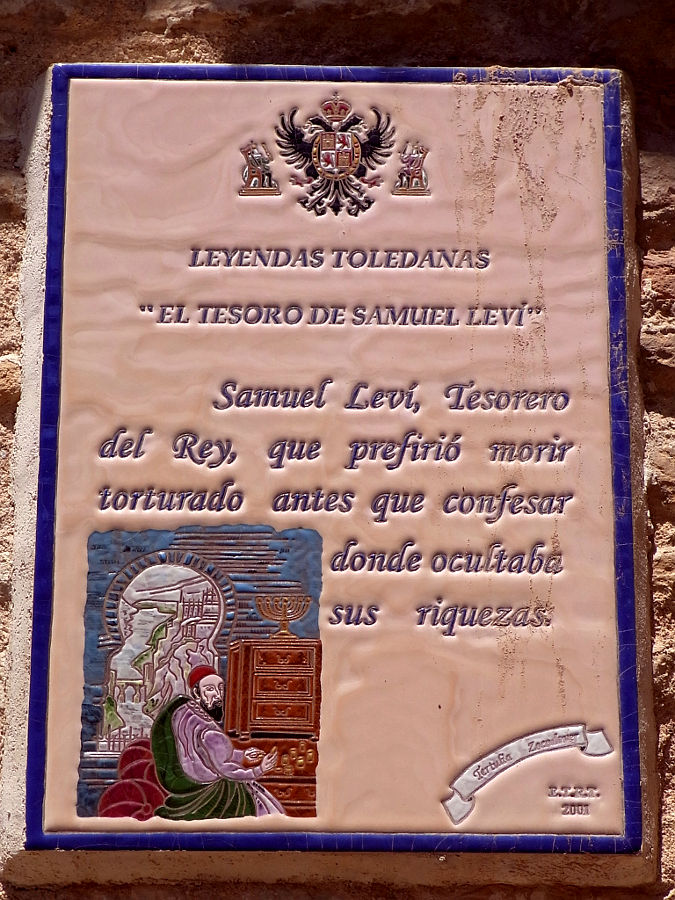 LEYENDAS TOLEDANAS
"EL TESORO DE SAMUEL LEVÍ"
Samuel Leví, Tesorero
del Rey, que prefirió morir
torturado antes que confesar
donde ocultaba
sus riquezas.
Tertulia Zocodover
2001